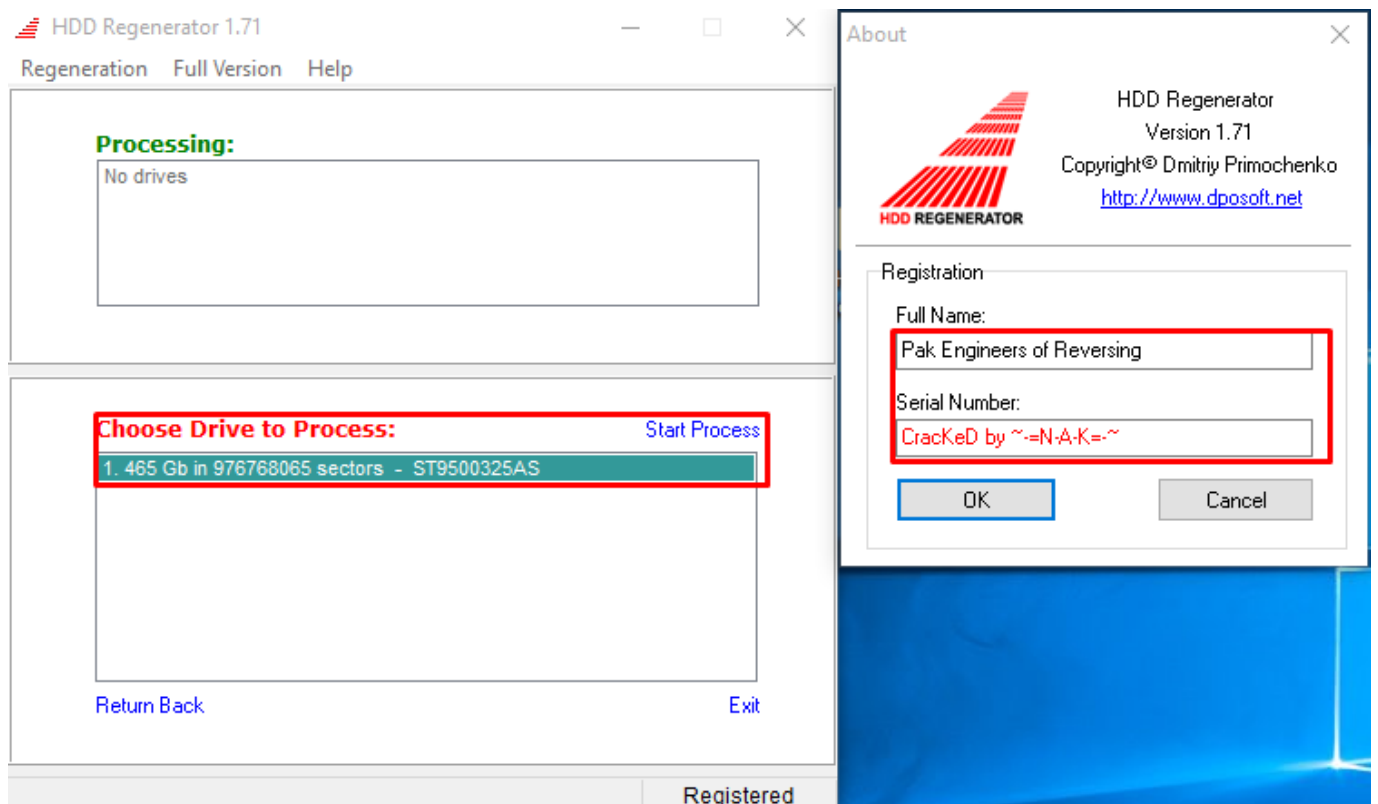 HDD Regenerator 1.71
Regeneration Full Version Help
Processing:
No drives
Choose Drive to Process:
Start Process
1. 465 Gb in 976768065 sectors - ST9500325AS
Return Back
Exit
Registered
About
HDD REGENERATOR
HDD Regenerator
Version 1.71
Copyright© Dmitriy Primochenko
http://www.dposoft.net
Registration
Full Name:
Pak Engineers of Reversing
Serial Number:
CracKeD by ~-=N-A-K=-~
OK
Cancel